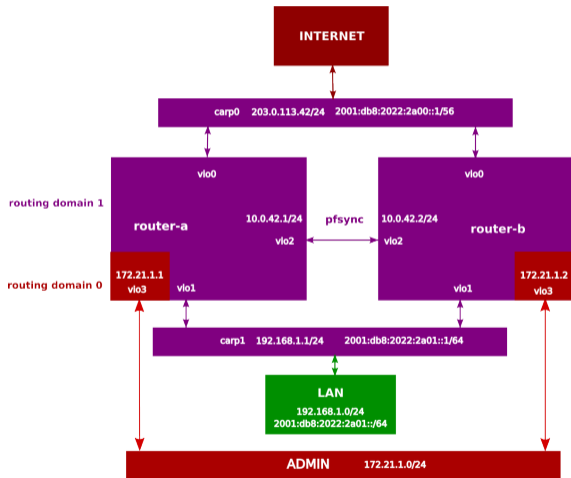 INTERNET
carp0 203.0.113.42/24 2001:db8:2022:2a00::1/56
vio0 vio0
routing domain 1
10.0.42.1/24 pfsync 10.0.42.2/24
router-a router-b
vio2 vio2
172.21.1.1 172.21.1.2
routing domain 0
vio3 vio1 vio1 vio3
carp1 192.168.1.1/24 2001:db8:2022:2a01::1/64
LAN
192.168.1.0/24
2001:db8:2022:2a01::/64
ADMIN 172.21.1.0/24